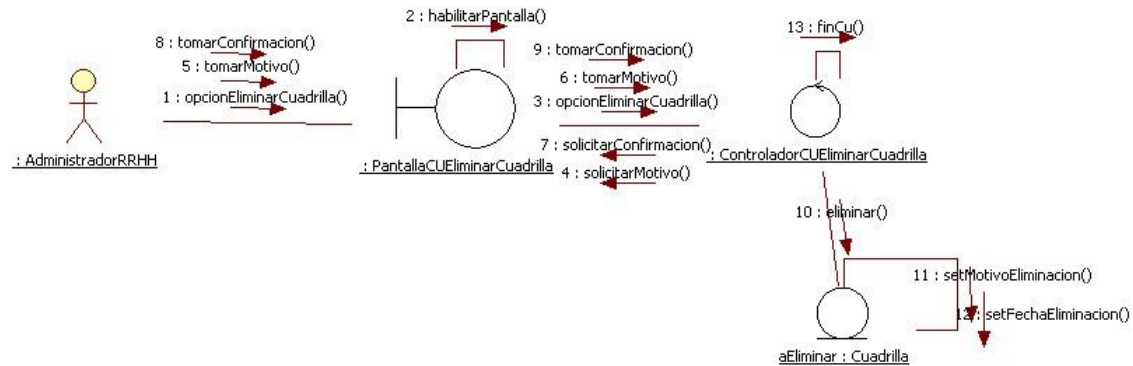 2 : habilitarPantalla()
13 : finCu()
8 : tomarConfirmacion()
5 : tomarMotivo()
1 : opcionEliminarCuadrilla()
9 : tomarConfirmacion()
6 : tomarMotivo()
3 : opcionEliminarCuadrilla()
7 : solicitarConfirmacion()
4 : solicitarMotivo()
: AdministradorRRHH
: PantallaCUEliminarCuadrilla
: ControladorCUEliminarCuadrilla
10 : eliminar()
11 : setMotivoEliminacion()
12 : setFechaEliminacion()
aEliminar : Cuadrilla